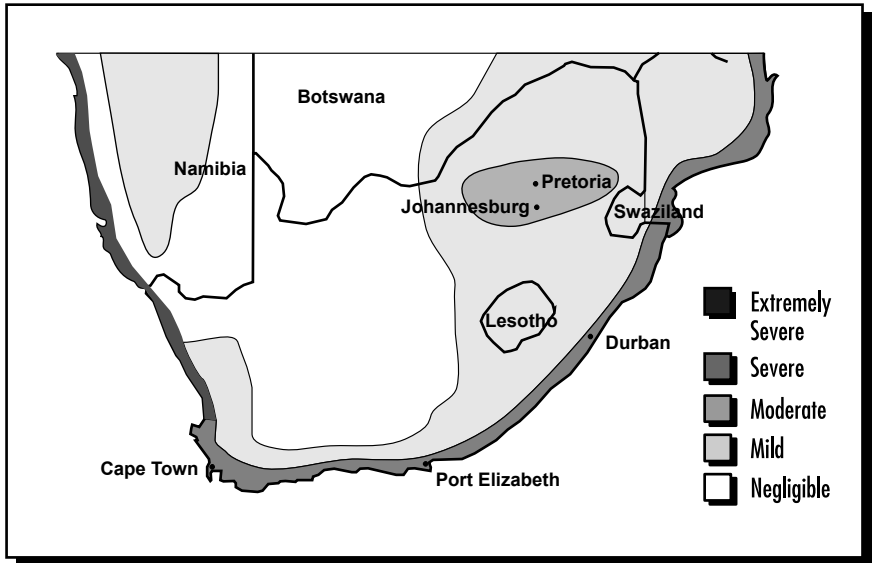 Botswana
Namibia
Pretoria
Johannesburg
Swaziland
Lesotho
Durban
Cape Town
Port Elizabeth
Extremely
Severe
Severe
Moderate
Mild
Negligible